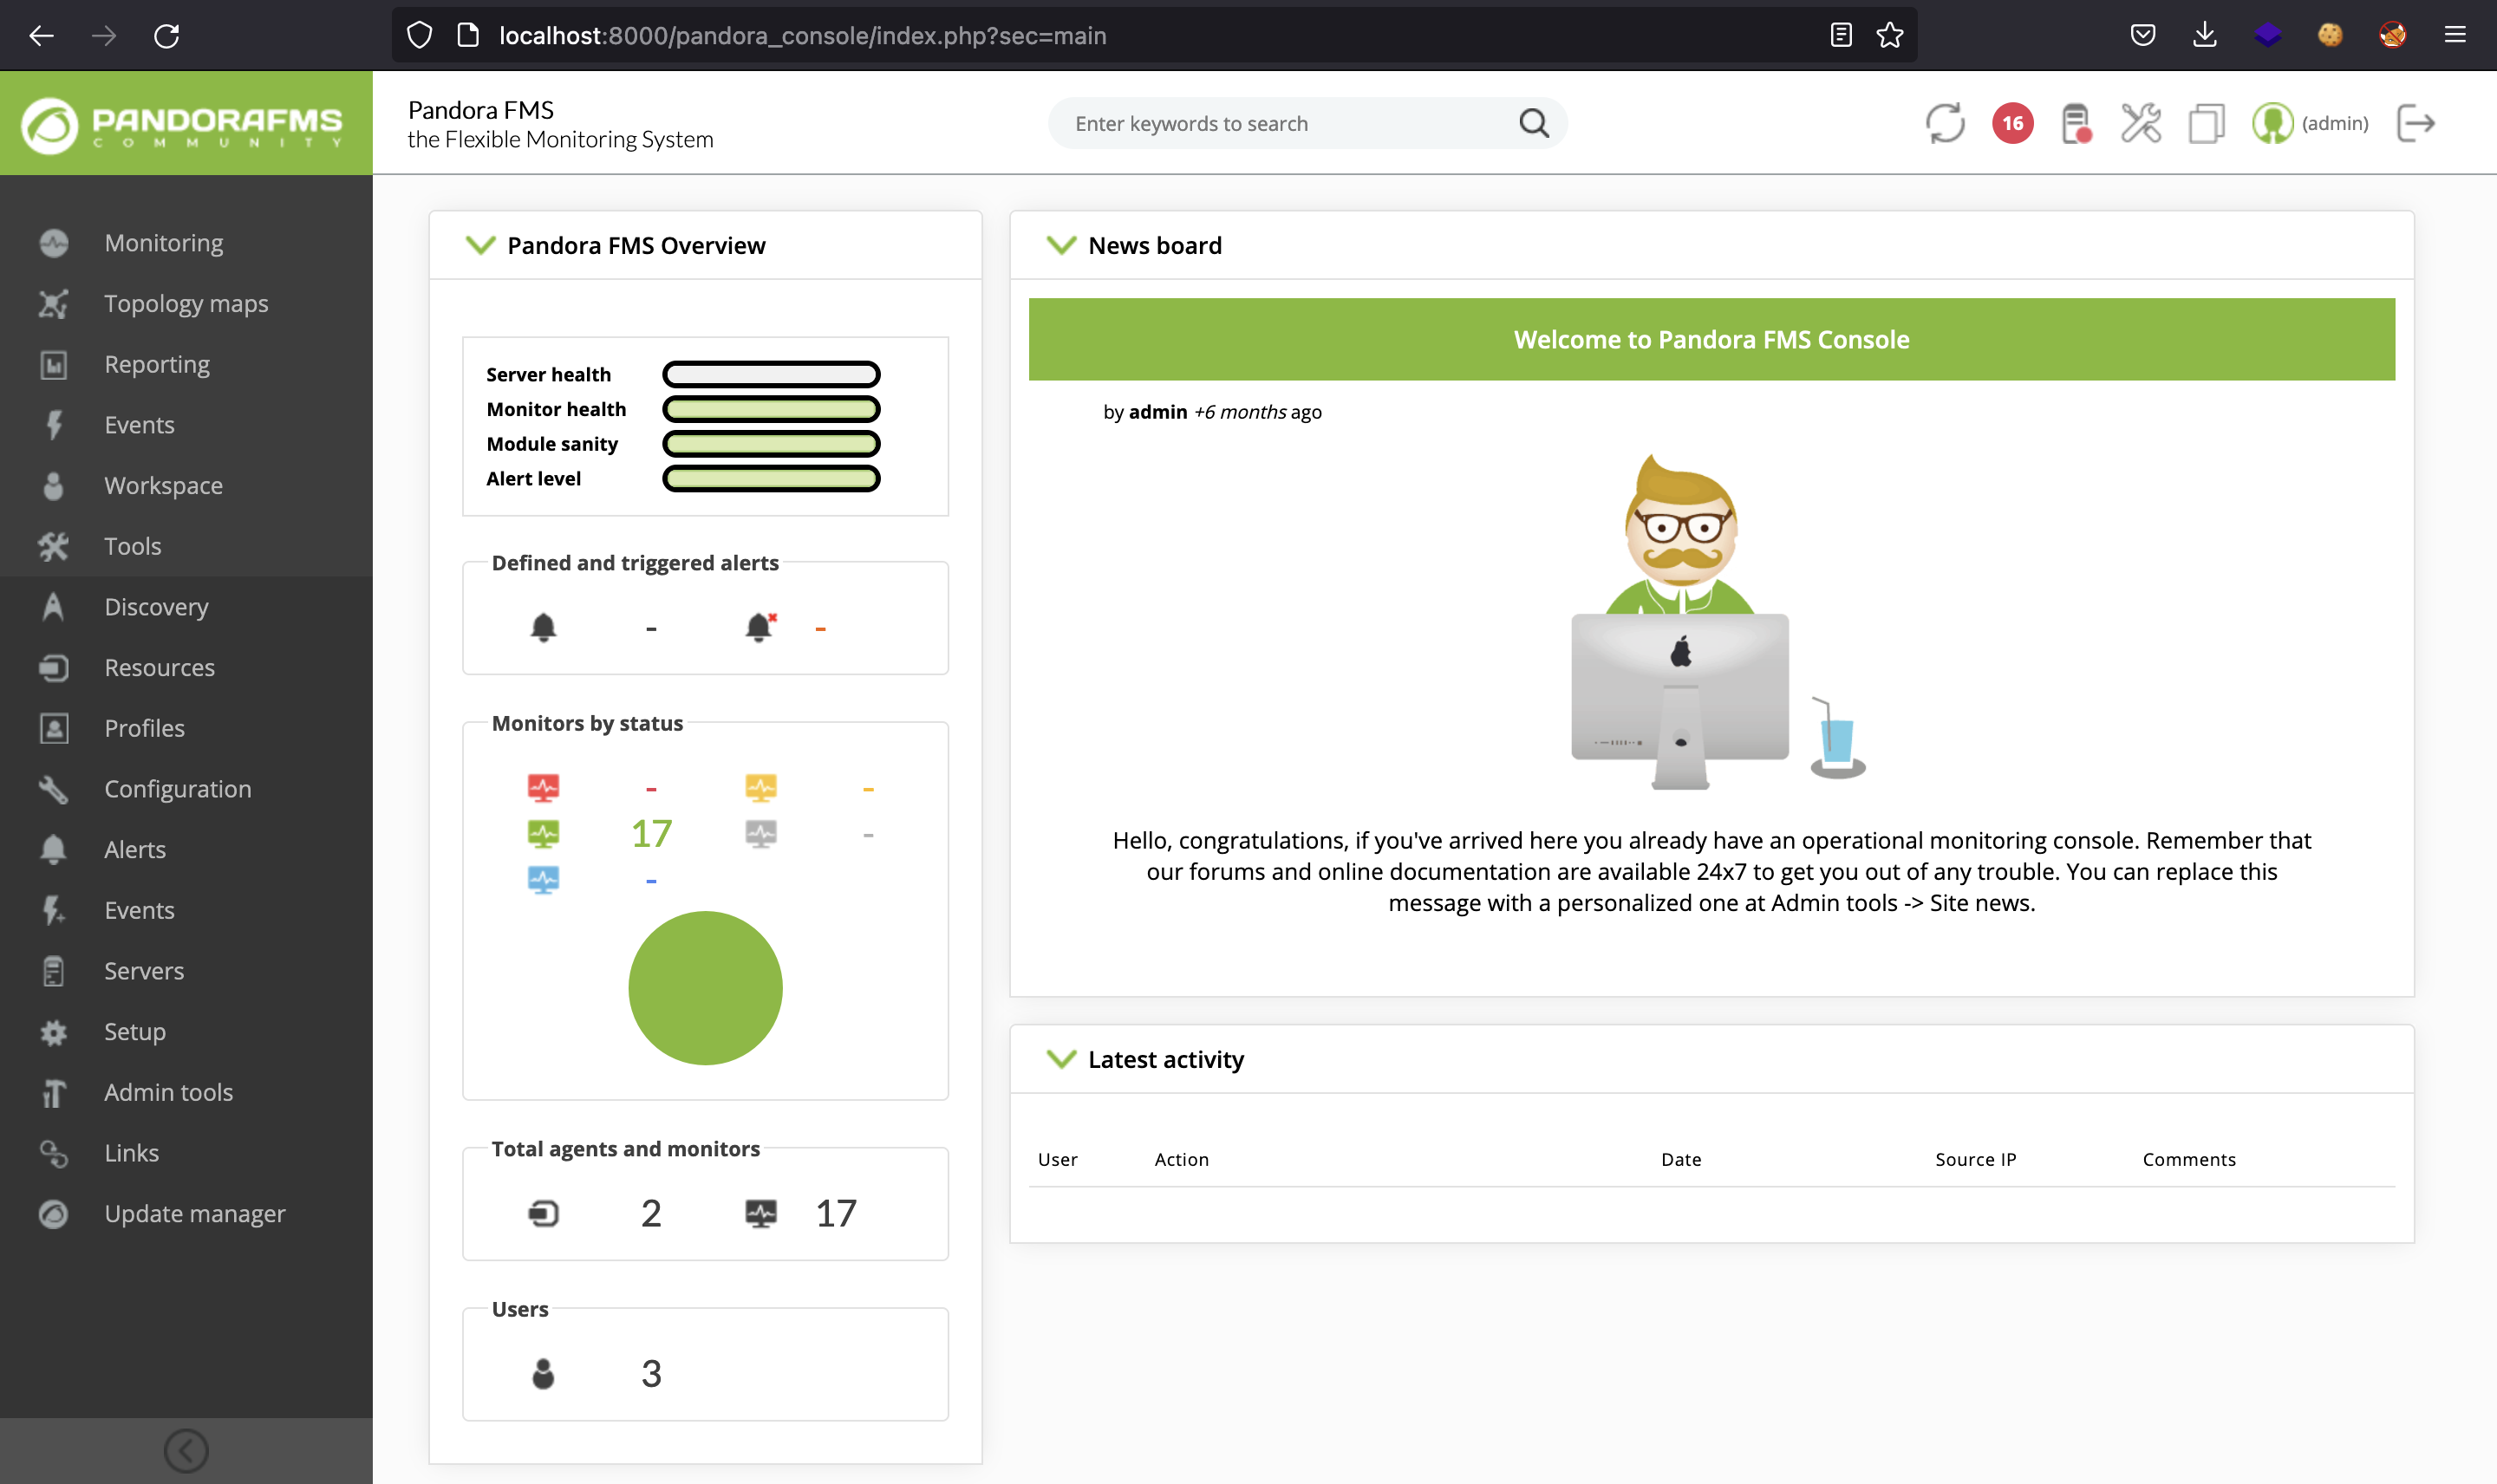 localhost:8000/pandora_console/index.php?sec=main
PANDORAFMS
COMMUNITY
Pandora FMS
the Flexible Monitoring System
Enter keywords to search
16
(admin)
Monitoring
Topology maps
Reporting
Events
Workspace
Tools
Discovery
Resources
Profiles
Configuration
Alerts
Events
Servers
Setup
Admin tools
Links
Update manager
Pandora FMS Overview
Server health
Monitor health
Module sanity
Alert level
Defined and triggered alerts
- -
Monitors by status
- -
17 -
-
Total agents and monitors
2 17
Users
3
News board
Welcome to Pandora FMS Console
by admin +6 months ago
Hello, congratulations, if you've arrived here you already have an operational monitoring console. Remember that
our forums and online documentation are available 24x7 to get you out of any trouble. You can replace this
message with a personalized one at Admin tools -> Site news.
Latest activity
User Action Date Source IP Comments